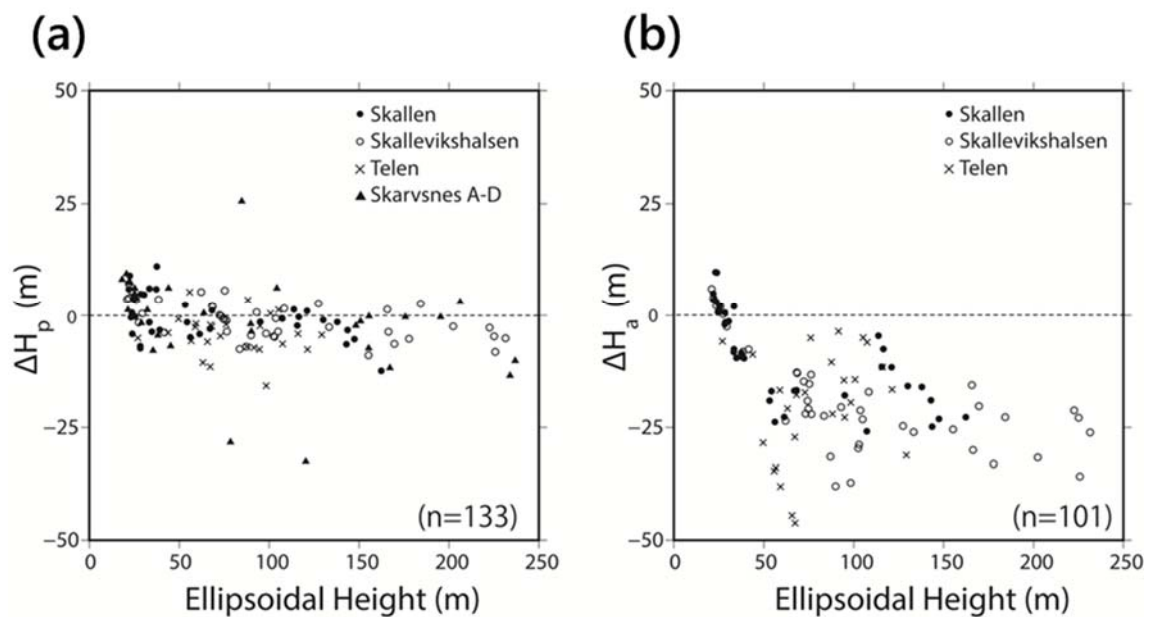 (a)
50
25
0
−25
−50
ΔHp (m)
Skallen
Skallevikshalsen
Telen
Skarvsnes A-D
(n=133)
0 50 100 150 200 250
Ellipsoidal Height (m)
(b)
50
25
0
−25
−50
ΔHa (m)
Skallen
Skallevikshalsen
Telen
(n=101)
0 50 100 150 200 250
Ellipsoidal Height (m)